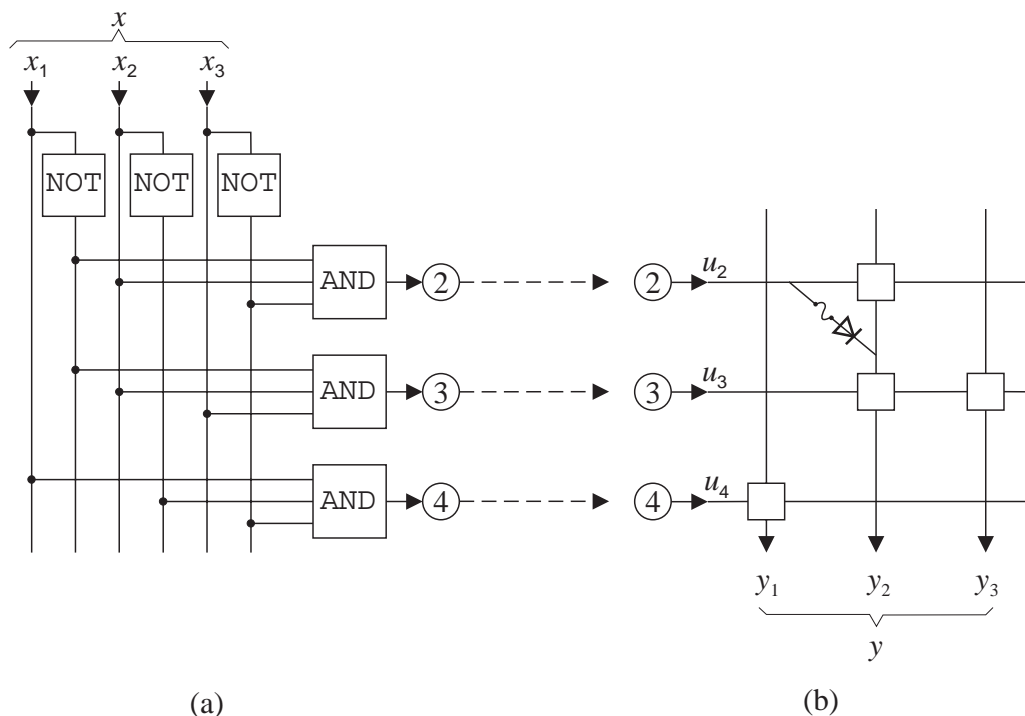 x
x1 x2 x3
NOT NOT NOT
AND 2 2 u2
AND 3 3 u3
AND 4 4 u4
y1 y2 y3
y
(a) (b)